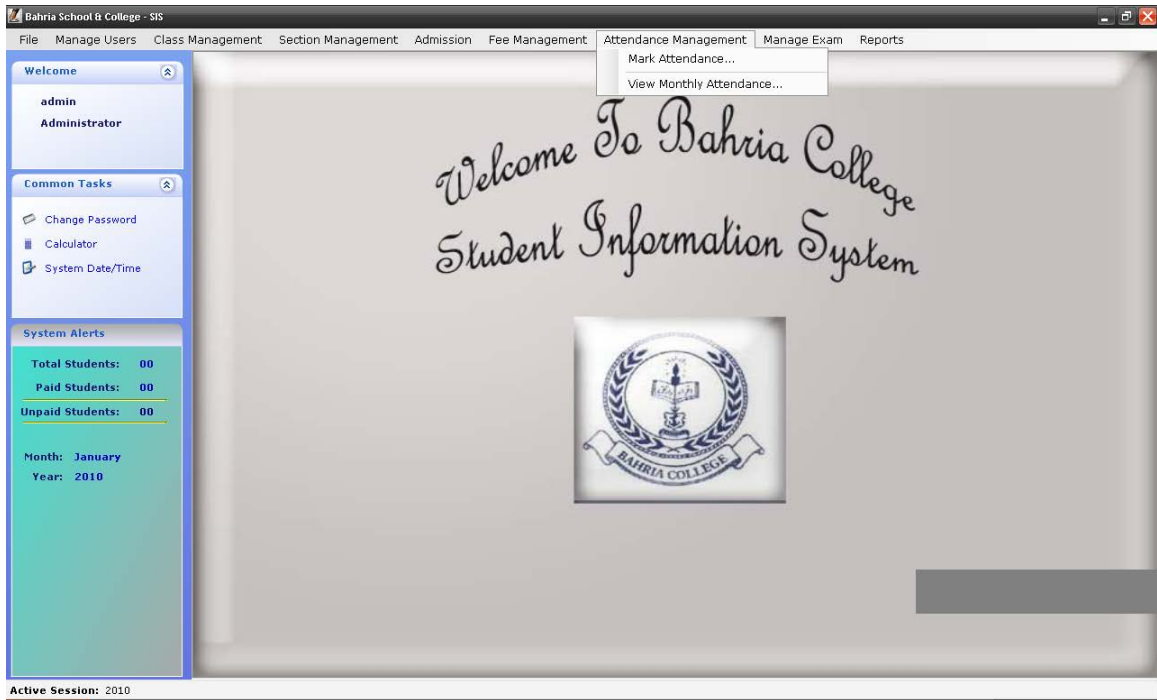 Bahria School & College - SIS
File Manage Users Class Management Section Management Admission Fee Management Attendance Management Manage Exam Reports
Mark Attendance...
View Monthly Attendance...
Welcome
admin
Administrator
Common Tasks
Change Password
Calculator
System Date/Time
System Alerts
Total Students: 00
Paid Students: 00
Unpaid Students: 00
Month: January
Year: 2010
Welcome To Bahria College
Student Information System
BAHRIA COLLEGE
Active Session: 2010